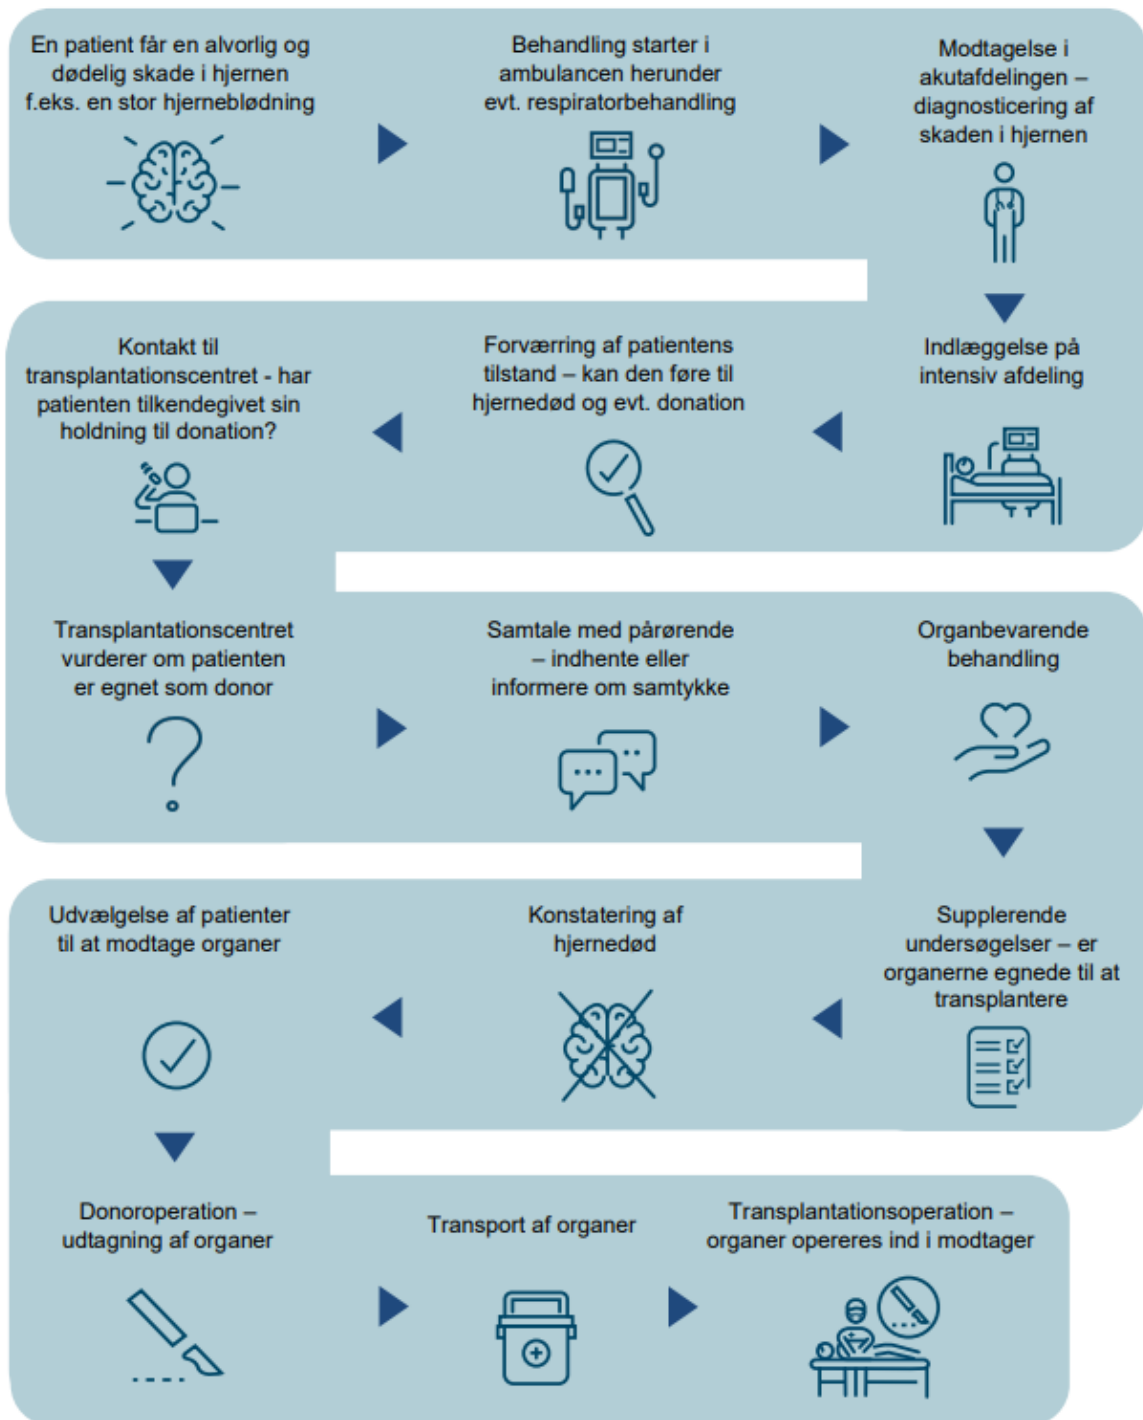 En patient får en alvorlig og
dødelig skade i hjernen
f.eks. en stor hjerneblødning
Behandling starter i
ambulancen herunder
evt. respiratorbehandling
Modtagelse i
akutafdelingen –
diagnosticering af
skaden i hjernen
Indlæggelse på
intensiv afdeling
Forværring af patientens
tilstand – kan den føre til
hjernedød og evt. donation
Kontakt til
transplantationscentret - har
patienten tilkendegivet sin
holdning til donation?
Transplantationscentret
vurderer om patienten
er egnet som donor
Samtale med pårørende
– indhente eller
informere om samtykke
Organbevarende
behandling
Supplerende
undersøgelser – er
organerne egnede til at
transplantere
Konstatering af
hjernedød
Udvælgelse af patienter
til at modtage organer
Donoroperation –
udtagning af organer
Transport af organer
Transplantationsoperation –
organer opereres ind i modtager